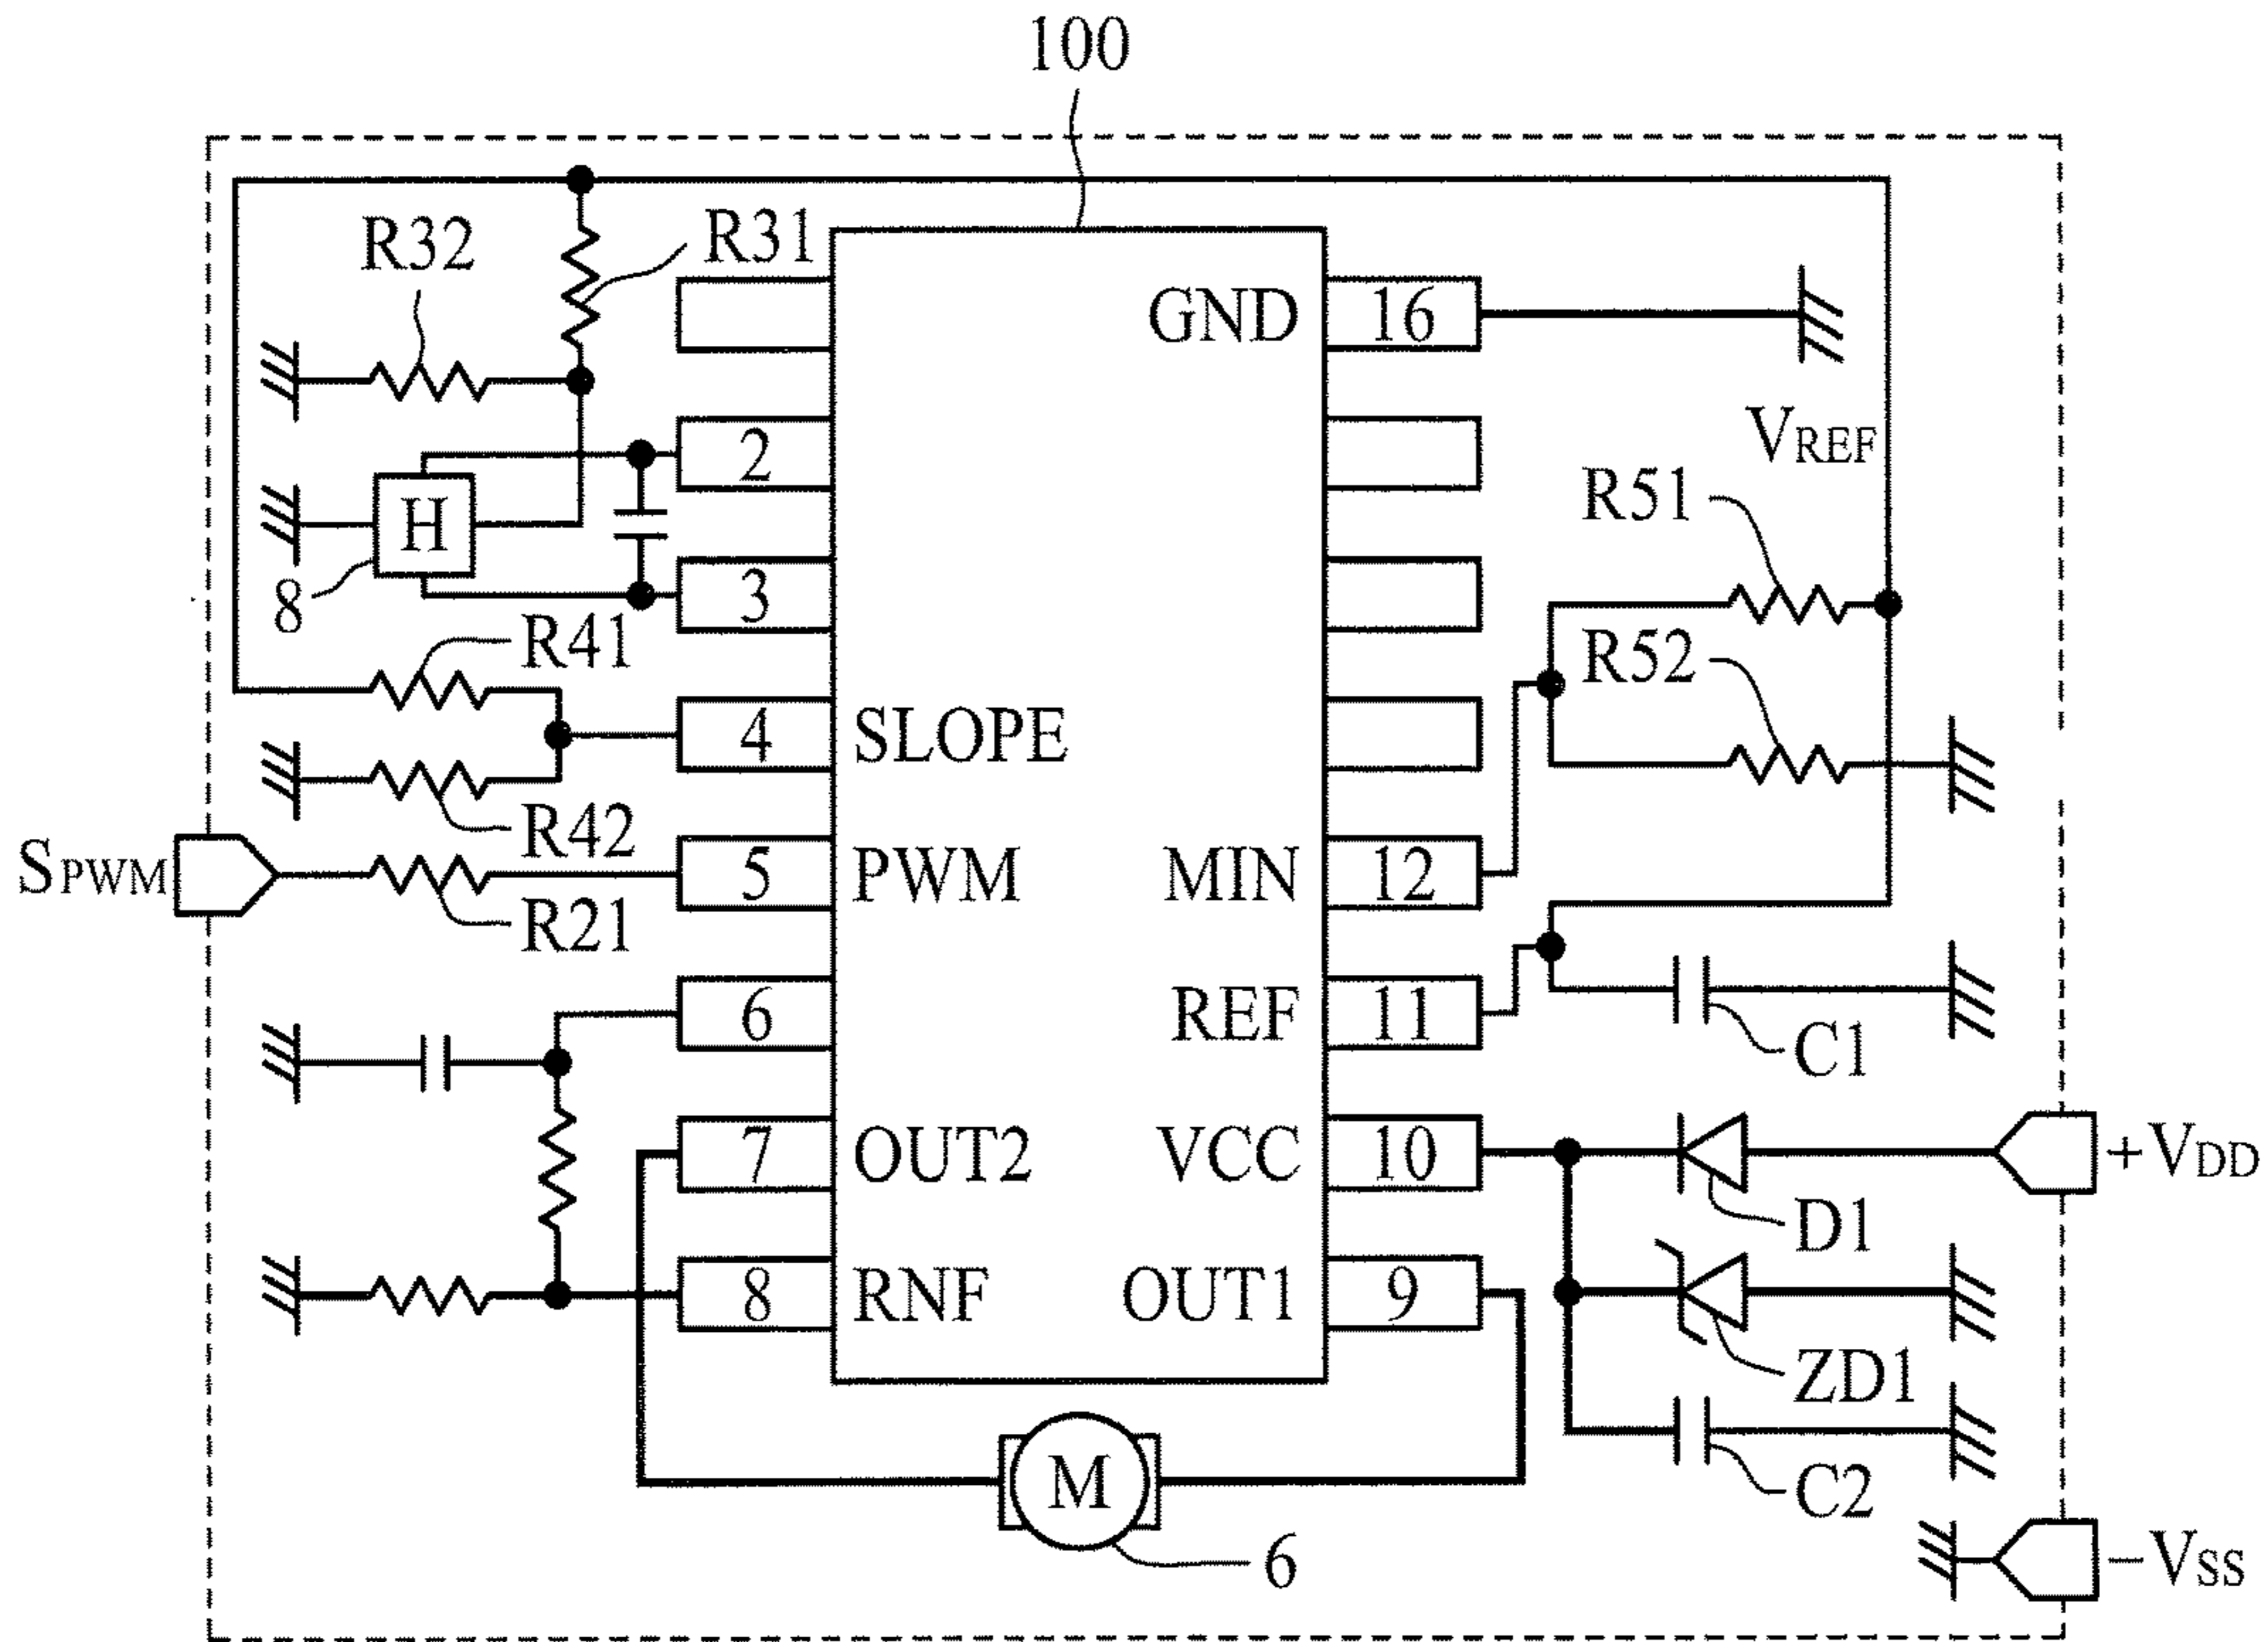 100
R32
R31
GND 16
VREF
2
R51
H
8
3
R41
R52
4 SLOPE
R42
SPWM
5 PWM
MIN 12
R21
6
REF 11
C1
7 OUT2
VCC 10
+VDD
D1
8 RNF
OUT1 9
ZD1
M
C2
6
−VSS